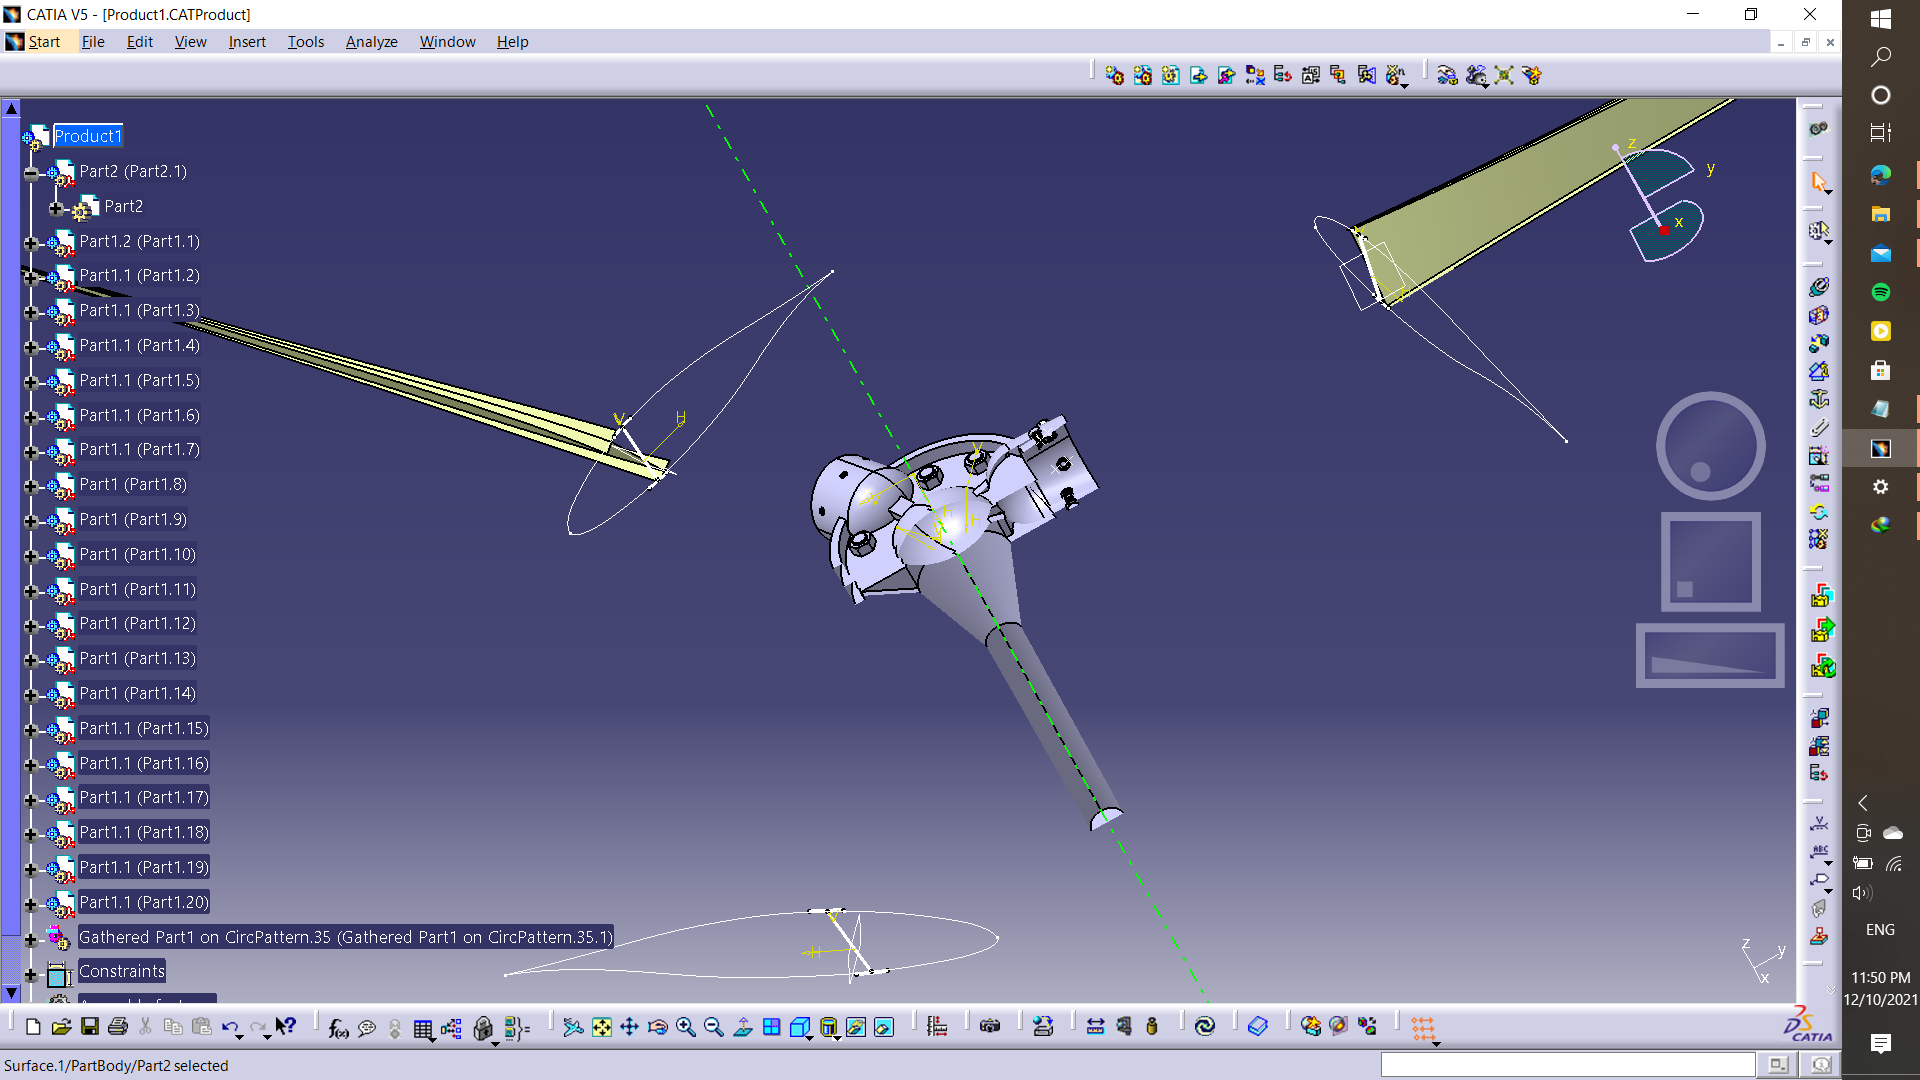 CATIA V5 - [Product1.CATProduct]
Start File Edit View Insert Tools Analyze Window Help
Product1
Part2 (Part2.1)
Part2
Part1.2 (Part1.1)
Part1.1 (Part1.2)
Part1.1 (Part1.3)
Part1.1 (Part1.4)
Part1.1 (Part1.5)
Part1.1 (Part1.6)
Part1.1 (Part1.7)
Part1 (Part1.8)
Part1 (Part1.9)
Part1 (Part1.10)
Part1 (Part1.11)
Part1 (Part1.12)
Part1 (Part1.13)
Part1 (Part1.14)
Part1.1 (Part1.15)
Part1.1 (Part1.16)
Part1.1 (Part1.17)
Part1.1 (Part1.18)
Part1.1 (Part1.19)
Part1.1 (Part1.20)
Gathered Part1 on CircPattern.35 (Gathered Part1 on CircPattern.35.1)
Constraints
z
y
x
V
H
z
y
x
ENG
11:50 PM
12/10/2021
CATIA
Surface.1/PartBody/Part2 selected